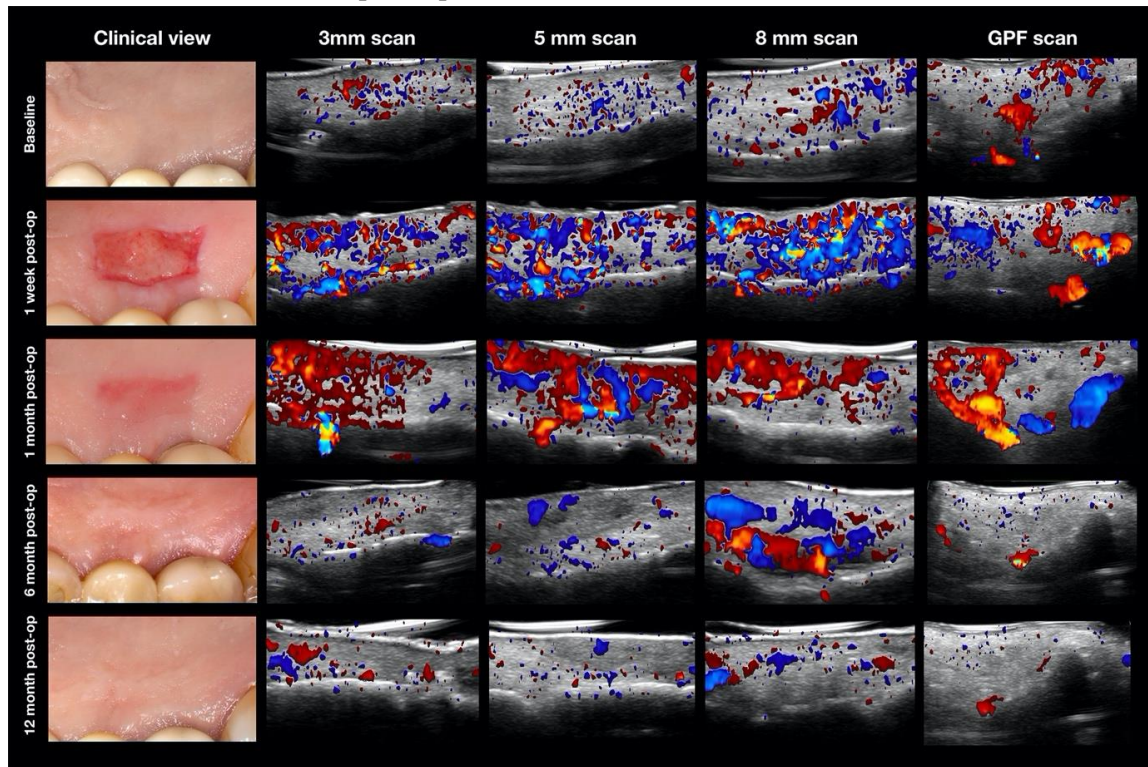 Clinical view
3mm scan
5 mm scan
8 mm scan
GPF scan
Baseline
1 week post-op
1 month post-op
6 month post-op
12 month post-op